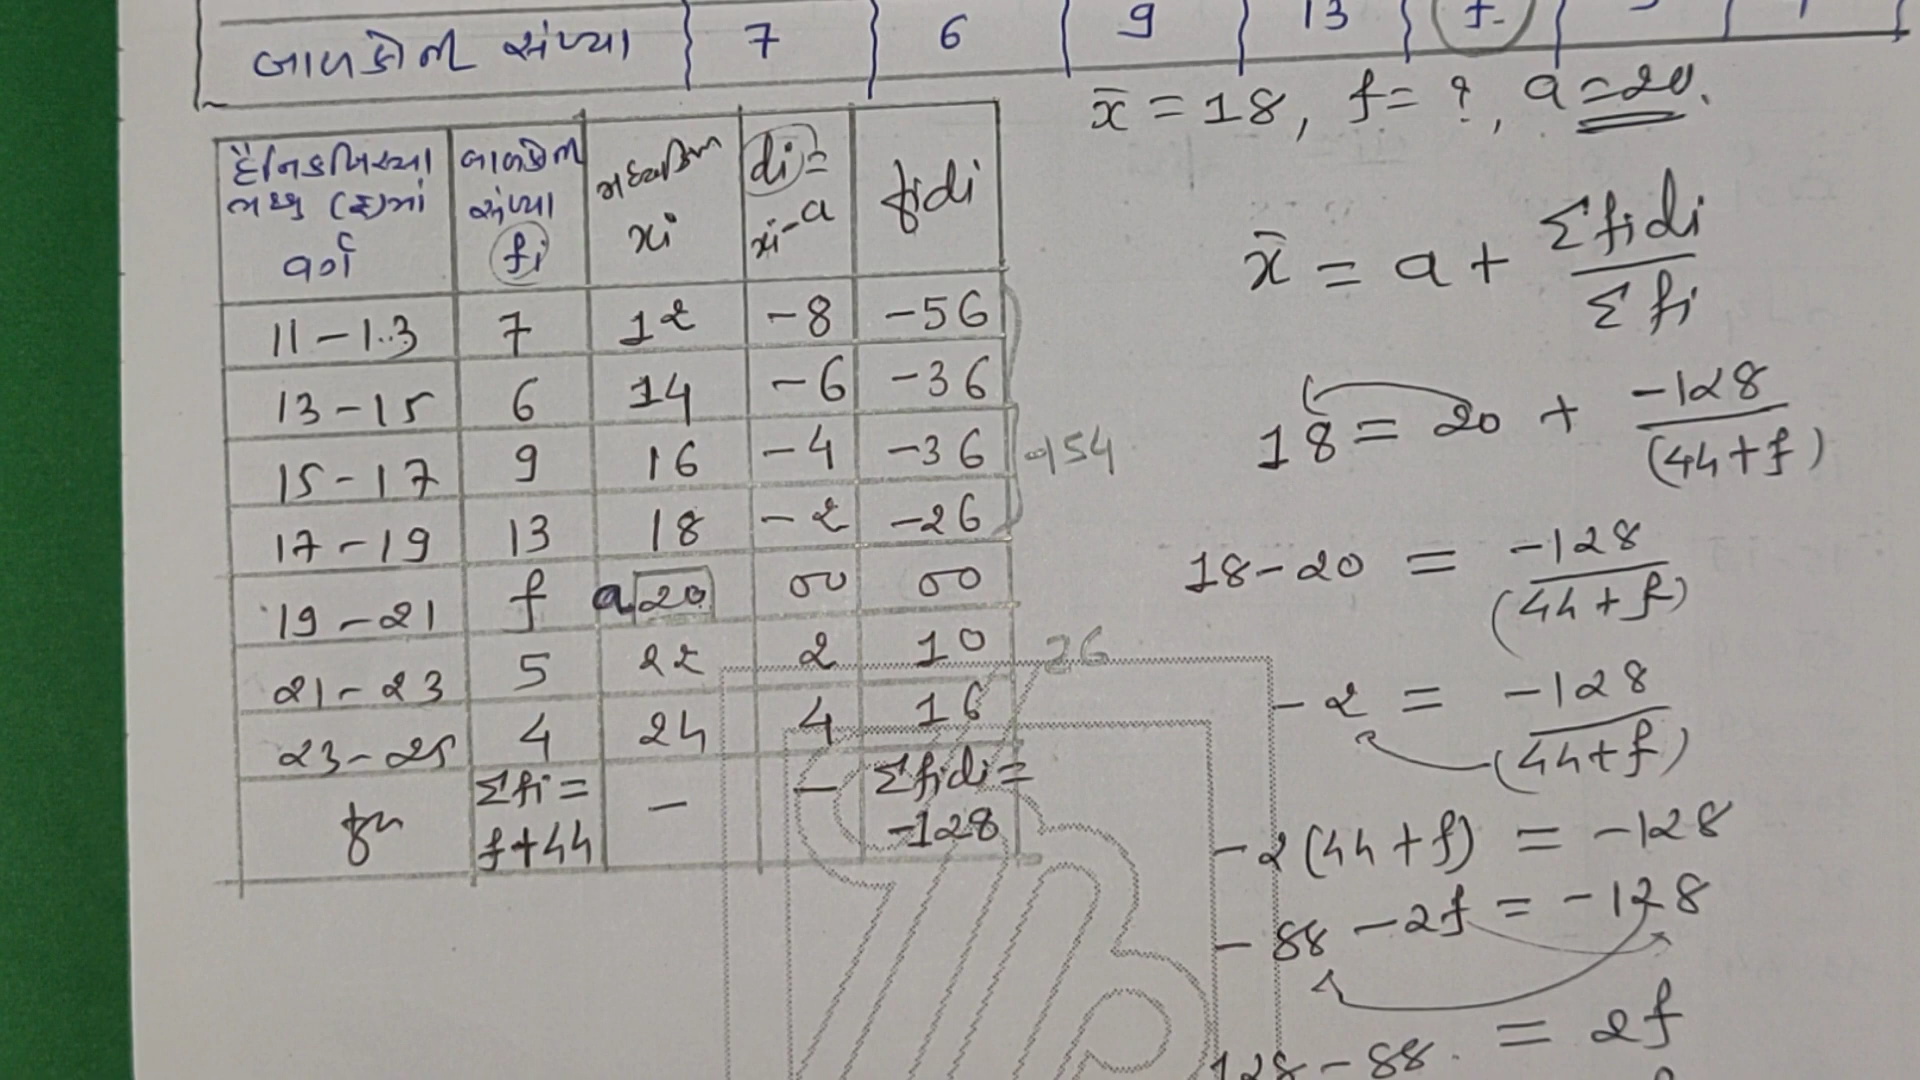 બાળકોની સંખ્યા 7 6 9 13 f
x̄ = 18, f = ?, a = 20.
દૈનિક ખિસ્સા ભથ્થુ (₹)માં વર્ગ
બાળકોની સંખ્યા fi
xi
di = xi - a
fidi
11 - 13 7 12 -8 -56
13 - 15 6 14 -6 -36
15 - 17 9 16 -4 -36
-154
17 - 19 13 18 -2 -26
19 - 21 f a 20 00 00
21 - 23 5 22 2 10
26
23 - 25 4 24 4 16
કુલ Σfi = f + 44 - - Σfidi = -128
x̄ = a + Σfidi / Σfi
18 = 20 + -128 / (44 + f)
18 - 20 = -128 / (44 + f)
-2 = -128 / (44 + f)
-2 (44 + f) = -128
-88 - 2f = -128
128 - 88 = 2f